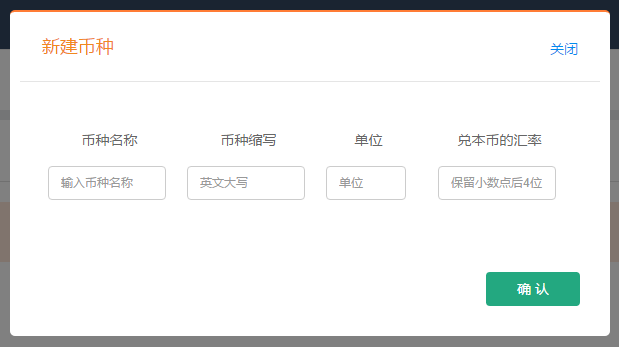 新建币种
关闭
币种名称 币种缩写 单位 兑本币的汇率
输入币种名称 英文大写 单位 保留小数点后4位
确 认